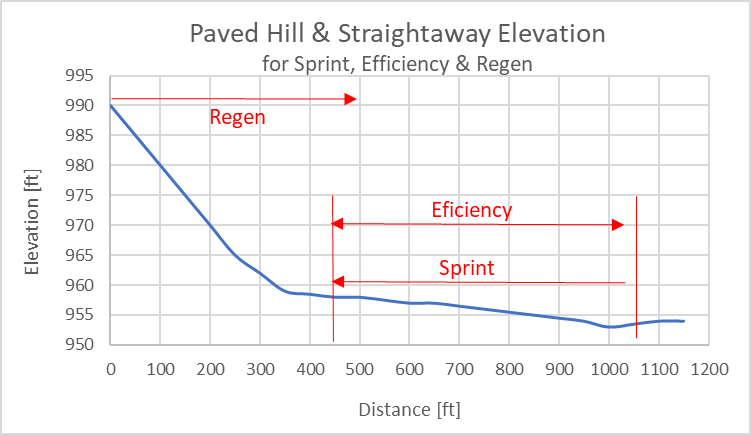 Paved Hill & Straightaway Elevation
for Sprint, Efficiency & Regen
995
990
985
980
975
970
965
960
955
950
Elevation [ft]
Regen
Eficiency
Sprint
0 100 200 300 400 500 600 700 800 900 1000 1100 1200
Distance [ft]